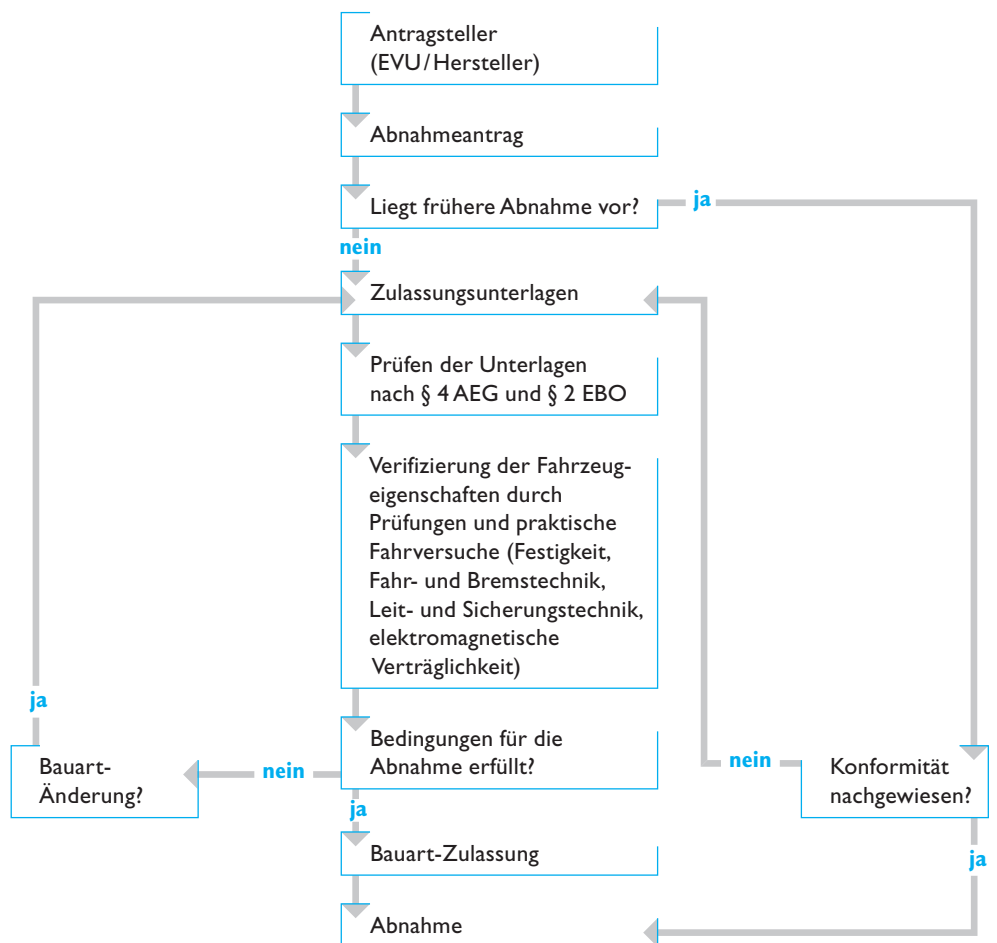 Antragsteller
(EVU/Hersteller)
Abnahmeantrag
Liegt frühere Abnahme vor?
ja
nein
Zulassungsunterlagen
Prüfen der Unterlagen
nach § 4 AEG und § 2 EBO
Verifizierung der Fahrzeug-
eigenschaften durch
Prüfungen und praktische
Fahrversuche (Festigkeit,
Fahr- und Bremstechnik,
Leit- und Sicherungstechnik,
elektromagnetische
Verträglichkeit)
ja
Bedingungen für die
Abnahme erfüllt?
Bauart-
Änderung?
nein
nein
Konformität
nachgewiesen?
ja
Bauart-Zulassung
ja
Abnahme